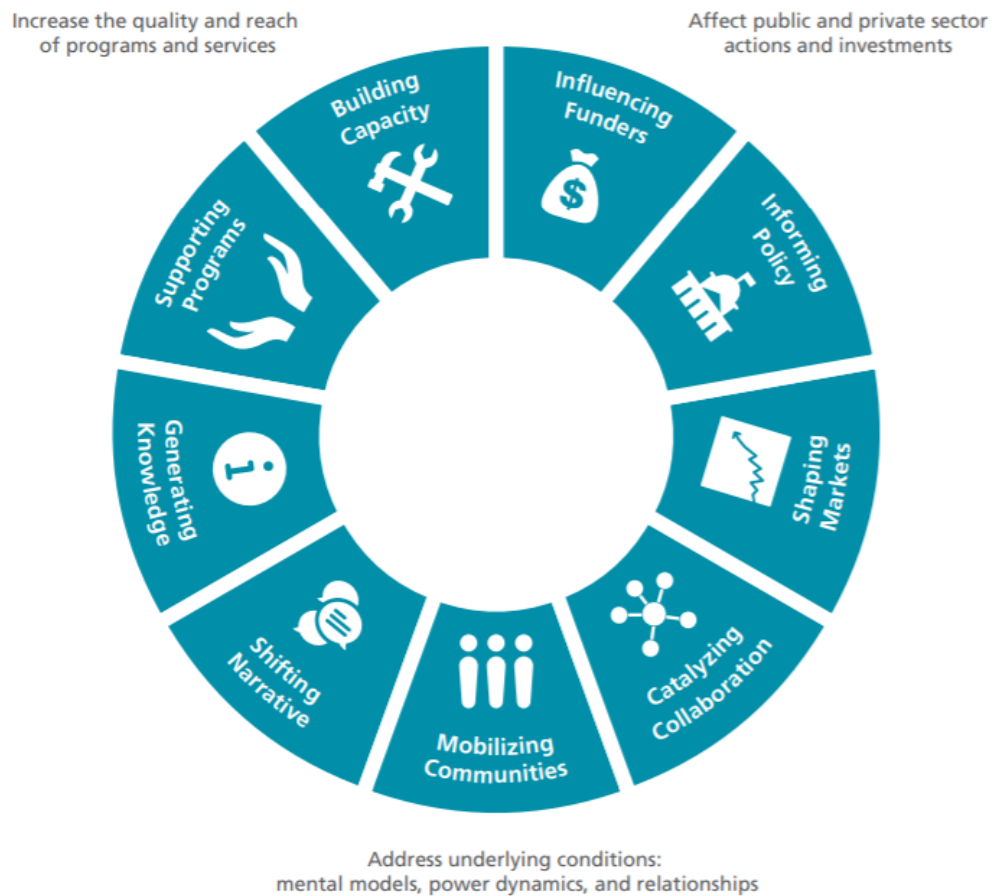 Increase the quality and reach
of programs and services
Affect public and private sector
actions and investments
Building
Capacity
Influencing
Funders
$
Informing
Policy
Shaping
Markets
Catalyzing
Collaboration
Mobilizing
Communities
Shifting
Narrative
Generating
Knowledge
i
Supporting
Programs
Address underlying conditions:
mental models, power dynamics, and relationships